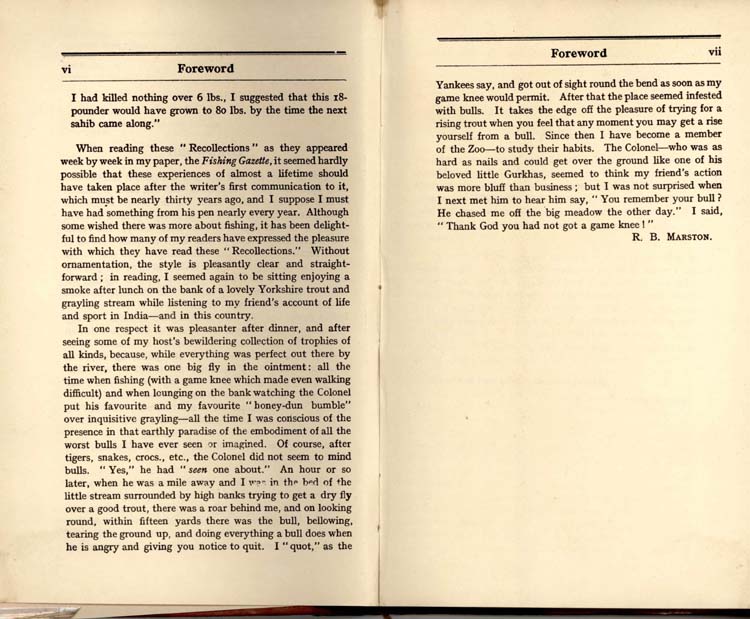 vi Foreword
I had killed nothing over 6 lbs., I suggested that this 18-
pounder would have grown to 80 lbs. by the time the next
sahib came along."
When reading these "Recollections" as they appeared
week by week in my paper, the Fishing Gazette, it seemed hardly
possible that these experiences of almost a lifetime should
have taken place after the writer's first communication to it,
which must be nearly thirty years ago, and I suppose I must
have had something from his pen nearly every year. Although
some wished there was more about fishing, it has been delight-
ful to find how many of my readers have expressed the pleasure
with which they have read these "Recollections." Without
ornamentation, the style is pleasantly clear and straight-
forward; in reading, I seemed again to be sitting enjoying a
smoke after lunch on the bank of a lovely Yorkshire trout and
grayling stream while listening to my friend's account of life
and sport in India—and in this country.
In one respect it was pleasanter after dinner, and after
seeing some of my host's bewildering collection of trophies of
all kinds, because, while everything was perfect out there by
the river, there was one big fly in the ointment: all the
time when fishing (with a game knee which made even walking
difficult) and when lounging on the bank watching the Colonel
put his favourite and my favourite "honey-dun bumble"
over inquisitive grayling—all the time I was conscious of the
presence in that earthly paradise of the embodiment of all the
worst bulls I have ever seen or imagined. Of course, after
tigers, snakes, crocs., etc., the Colonel did not seem to mind
bulls. "Yes," he had "seen one about." An hour or so
later, when he was a mile away and I was in the bed of the
little stream surrounded by high banks trying to get a dry fly
over a good trout, there was a roar behind me, and on looking
round, within fifteen yards there was the bull, bellowing,
tearing the ground up, and doing everything a bull does when
he is angry and giving you notice to quit. I "quot," as the
Foreword vii
Yankees say, and got out of sight round the bend as soon as my
game knee would permit. After that the place seemed infested
with bulls. It takes the edge off the pleasure of trying for a
rising trout when you feel that any moment you may get a rise
yourself from a bull. Since then I have become a member
of the Zoo—to study their habits. The Colonel—who was as
hard as nails and could get over the ground like one of his
beloved little Gurkhas, seemed to think my friend's action
was more bluff than business; but I was not surprised when
I next met him to hear him say, "You remember your bull?
He chased me off the big meadow the other day." I said,
"Thank God you had not got a game knee!"
R. B. MARSTON.